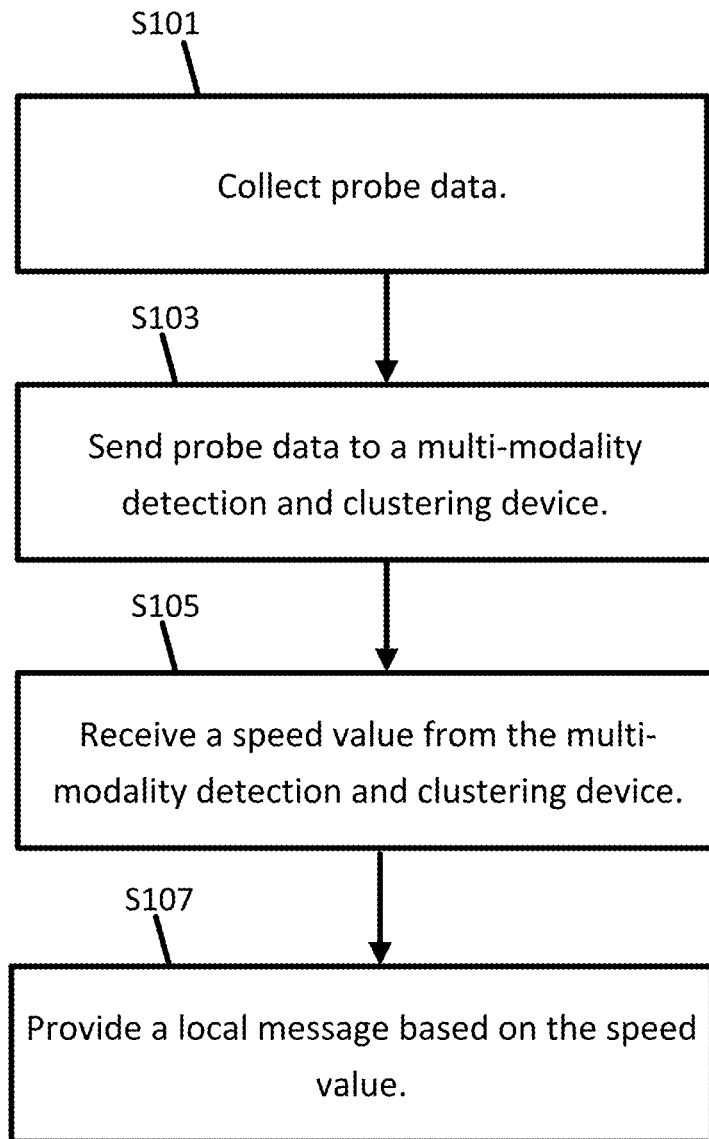 S101
Collect probe data.
S103
Send probe data to a multi-modality
detection and clustering device.
S105
Receive a speed value from the multi-
modality detection and clustering device.
S107
Provide a local message based on the speed
value.